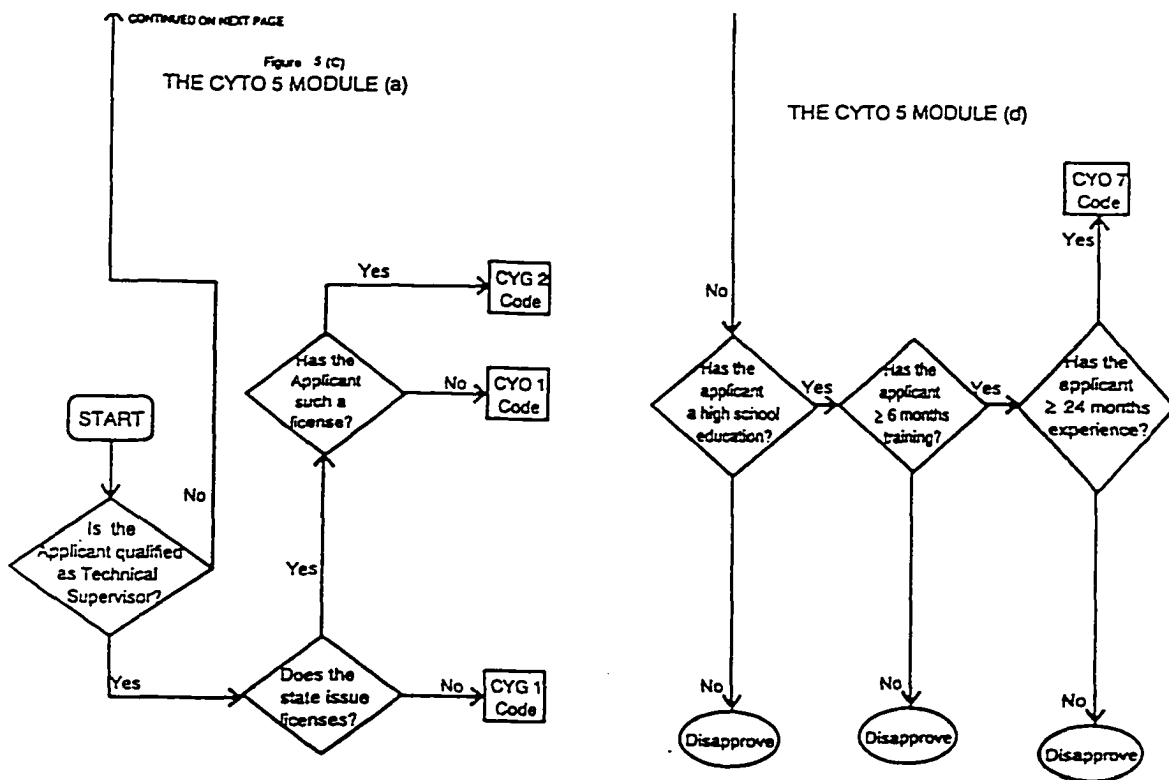 CONTINUED ON NEXT PAGE
Figure 5 (C)
THE CYTO 5 MODULE (a)
Yes
CYG 2
Code
Has the
Applicant
such a
license?
No
CYO 1
Code
START
No
Is the
Applicant qualified
as Technical
Supervisor?
Yes
Yes
Does the
state issue
licenses?
No
CYG 1
Code
THE CYTO 5 MODULE (d)
CYO 7
Code
Yes
No
Has the
applicant
a high school
education?
Yes
Has the
applicant
≥ 6 months
training?
Yes
Has the
applicant
≥ 24 months
experience?
No
Disapprove
No
Disapprove
No
Disapprove